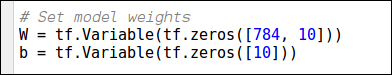 # Set model weights
W = tf.Variable(tf.zeros([784, 10]))
b = tf.Variable(tf.zeros([10]))